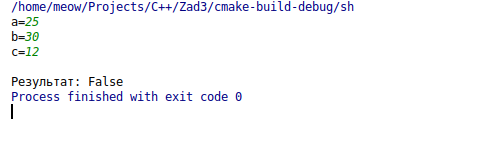 /home/meow/Projects/C++/Zad3/cmake-build-debug/sh
a=25
b=30
c=12
Результат: False
Process finished with exit code 0